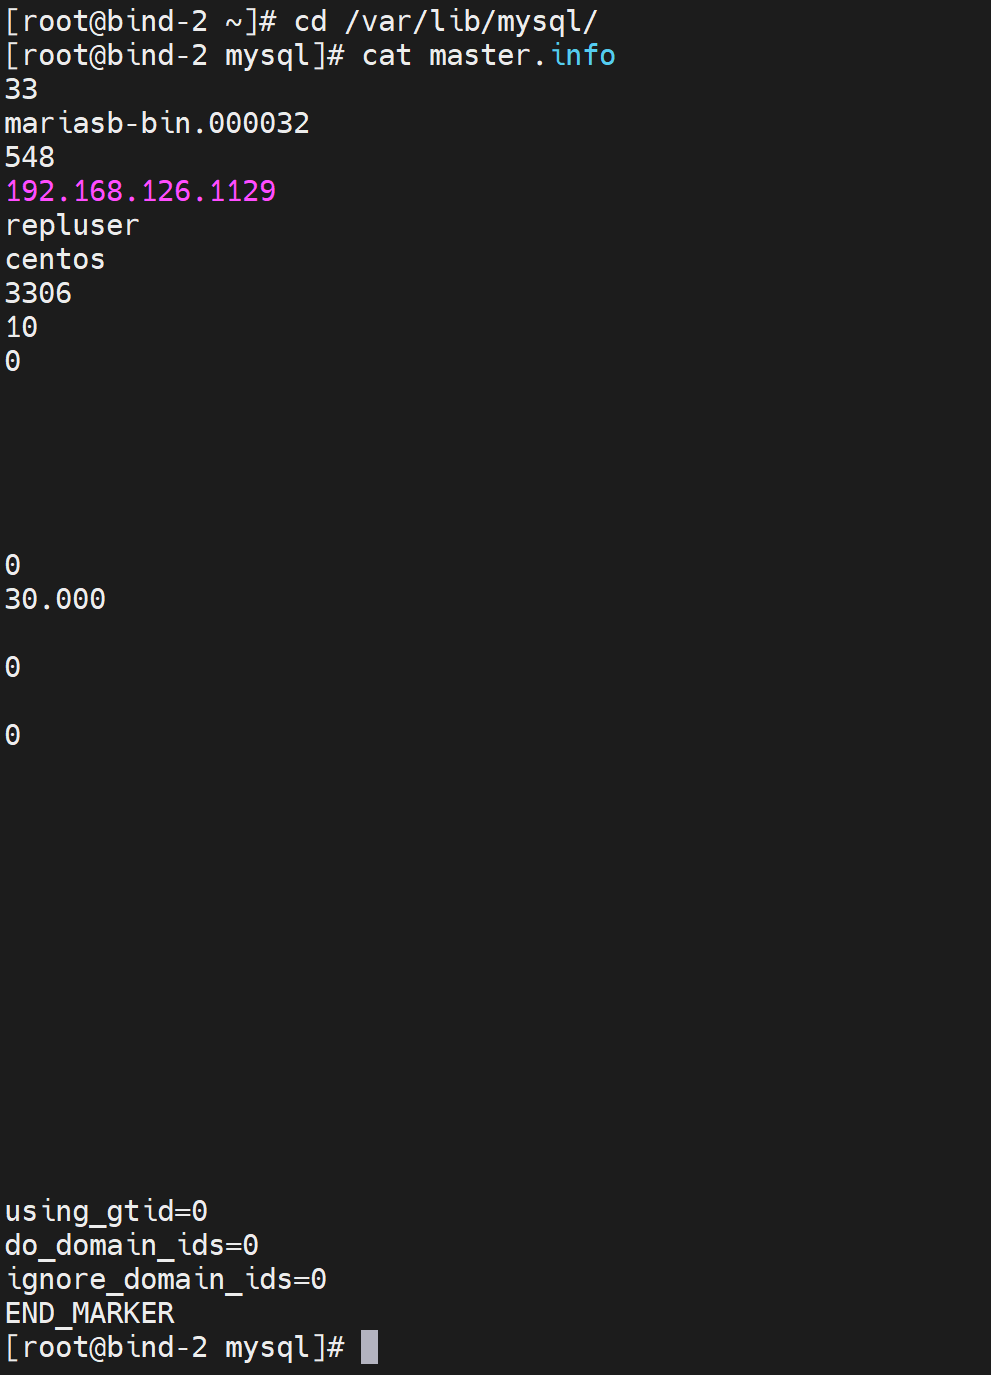 [root@bind-2 ~]# cd /var/lib/mysql/
[root@bind-2 mysql]# cat master.info
33
mariasb-bin.000032
548
192.168.126.1129
repluser
centos
3306
10
0
0
30.000
0
0
using_gtid=0
do_domain_ids=0
ignore_domain_ids=0
END_MARKER
[root@bind-2 mysql]#